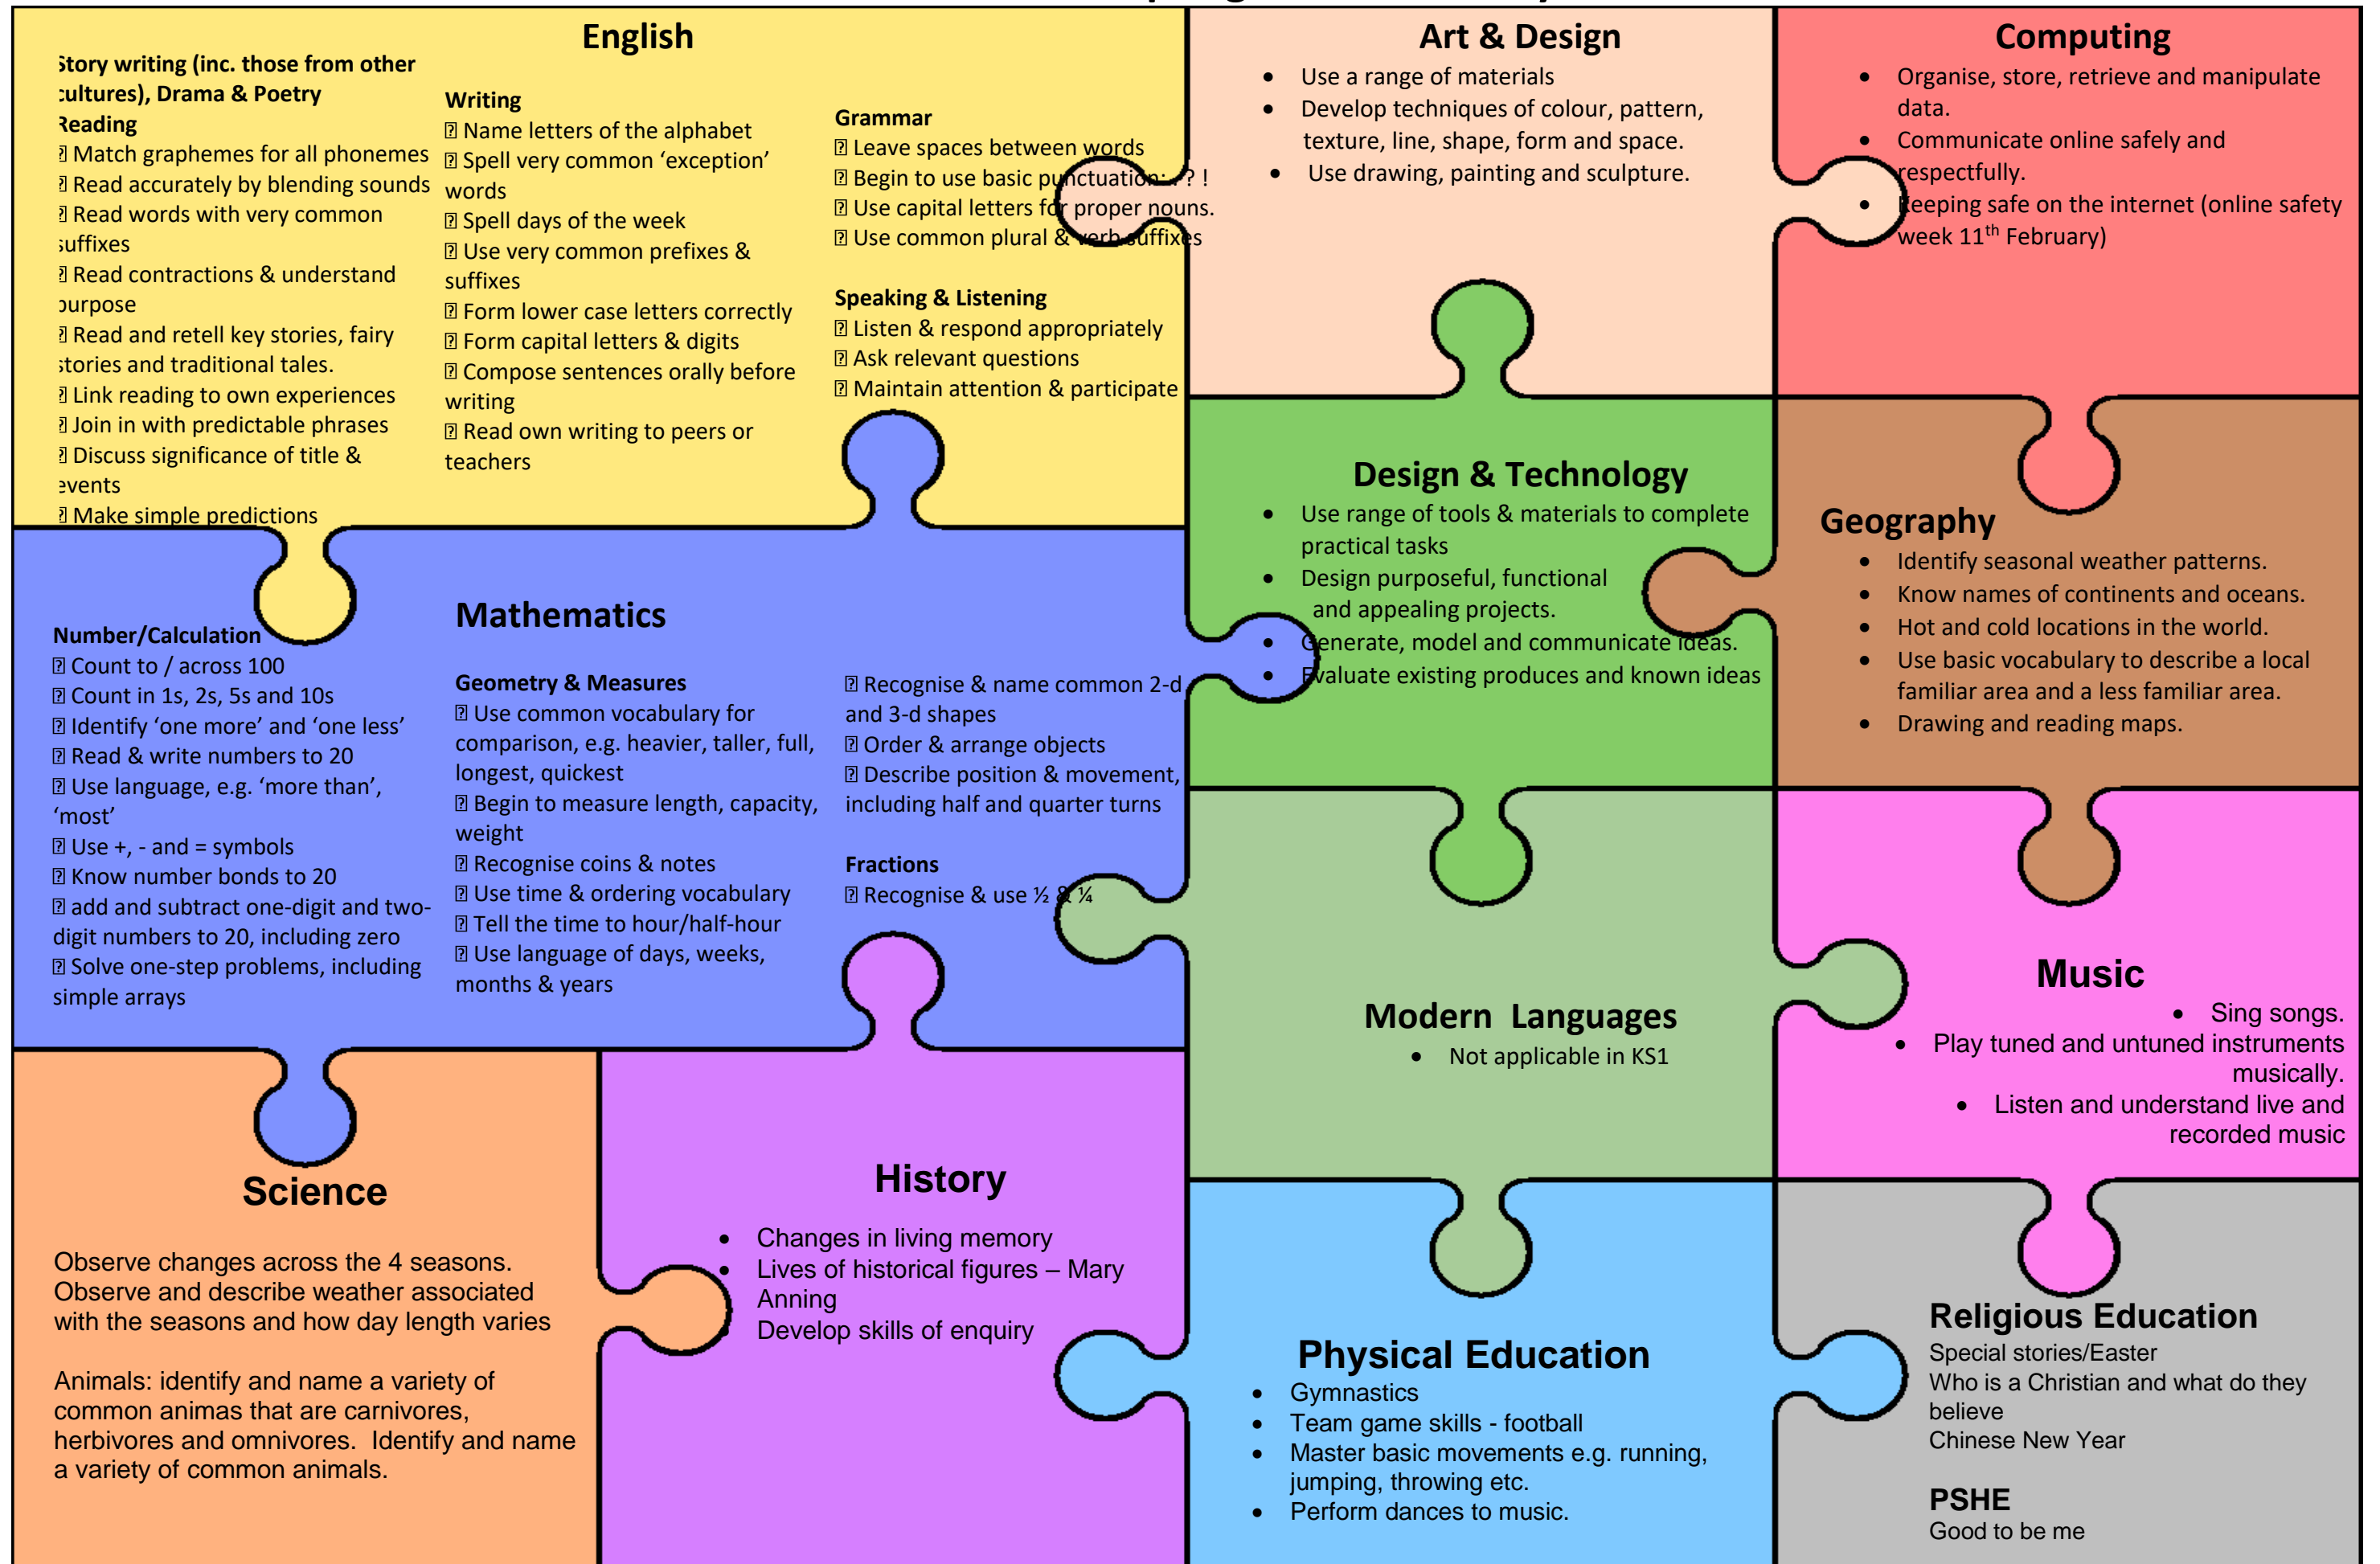 English
Story writing (inc. those from other
cultures), Drama & Poetry
Reading
Match graphemes for all phonemes
Read accurately by blending sounds
Read words with very common
suffixes
Read contractions & understand
purpose
Read and retell key stories, fairy
stories and traditional tales.
Link reading to own experiences
Join in with predictable phrases
Discuss significance of title &
events
Make simple predictions
Writing
Name letters of the alphabet
Spell very common ‘exception’
words
Spell days of the week
Use very common prefixes &
suffixes
Form lower case letters correctly
Form capital letters & digits
Compose sentences orally before
writing
Read own writing to peers or
teachers
Grammar
Leave spaces between words
Begin to use basic punctuation: . ? !
Use capital letters for proper nouns.
Use common plural & verb suffixes
Speaking & Listening
Listen & respond appropriately
Ask relevant questions
Maintain attention & participate
Art & Design
• Use a range of materials
• Develop techniques of colour, pattern,
texture, line, shape, form and space.
• Use drawing, painting and sculpture.
Computing
• Organise, store, retrieve and manipulate
data.
• Communicate online safely and
respectfully.
• Keeping safe on the internet (online safety
week 11th February)
Mathematics
Number/Calculation
Count to / across 100
Count in 1s, 2s, 5s and 10s
Identify ‘one more’ and ‘one less’
Read & write numbers to 20
Use language, e.g. ‘more than’,
‘most’
Use +, - and = symbols
Know number bonds to 20
add and subtract one-digit and two-
digit numbers to 20, including zero
Solve one-step problems, including
simple arrays
Geometry & Measures
Use common vocabulary for
comparison, e.g. heavier, taller, full,
longest, quickest
Begin to measure length, capacity,
weight
Recognise coins & notes
Use time & ordering vocabulary
Tell the time to hour/half-hour
Use language of days, weeks,
months & years
Recognise & name common 2-d
and 3-d shapes
Order & arrange objects
Describe position & movement,
including half and quarter turns
Fractions
Recognise & use ½ & ¼
Design & Technology
• Use range of tools & materials to complete
practical tasks
• Design purposeful, functional
and appealing projects.
• Generate, model and communicate ideas.
• Evaluate existing produces and known ideas
Geography
• Identify seasonal weather patterns.
• Know names of continents and oceans.
• Hot and cold locations in the world.
• Use basic vocabulary to describe a local
familiar area and a less familiar area.
• Drawing and reading maps.
Modern Languages
• Not applicable in KS1
Music
• Sing songs.
• Play tuned and untuned instruments
musically.
• Listen and understand live and
recorded music
Science
Observe changes across the 4 seasons.
Observe and describe weather associated
with the seasons and how day length varies
Animals: identify and name a variety of
common animas that are carnivores,
herbivores and omnivores. Identify and name
a variety of common animals.
History
• Changes in living memory
• Lives of historical figures – Mary
Anning
Develop skills of enquiry
Physical Education
• Gymnastics
• Team game skills - football
• Master basic movements e.g. running,
jumping, throwing etc.
• Perform dances to music.
Religious Education
Special stories/Easter
Who is a Christian and what do they
believe
Chinese New Year
PSHE
Good to be me